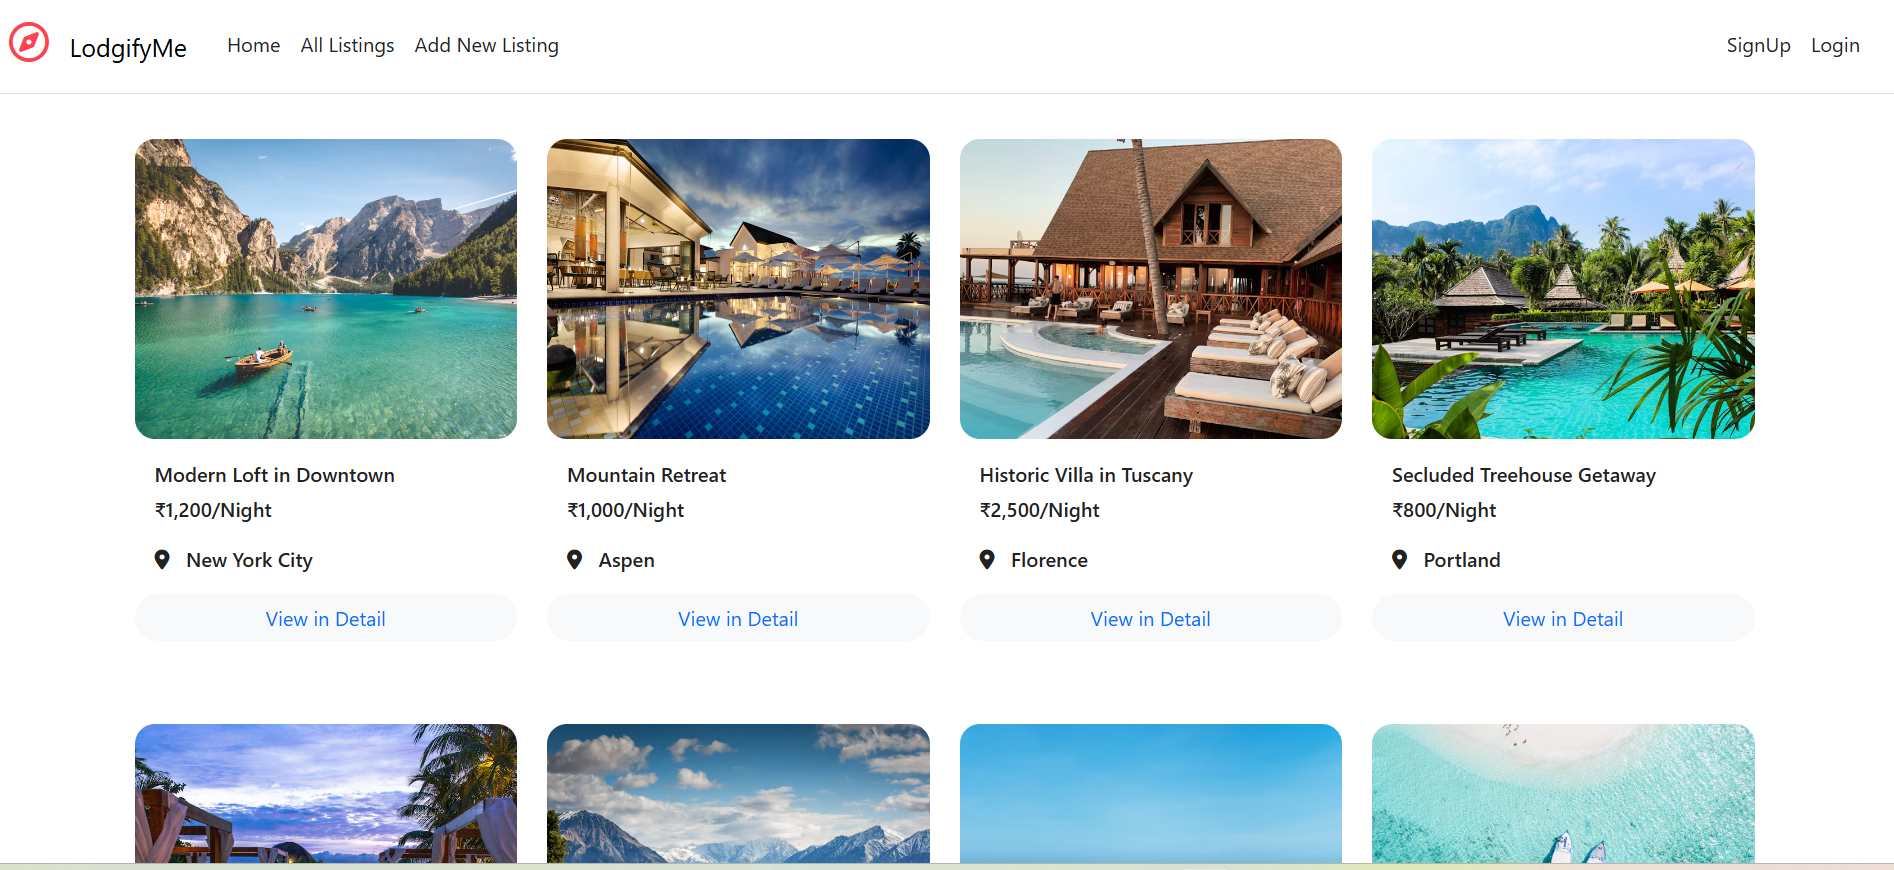 LodgifyMe Home All Listings Add New Listing SignUp Login
Modern Loft in Downtown
₹1,200/Night
New York City
View in Detail
Mountain Retreat
₹1,000/Night
Aspen
View in Detail
Historic Villa in Tuscany
₹2,500/Night
Florence
View in Detail
Secluded Treehouse Getaway
₹800/Night
Portland
View in Detail